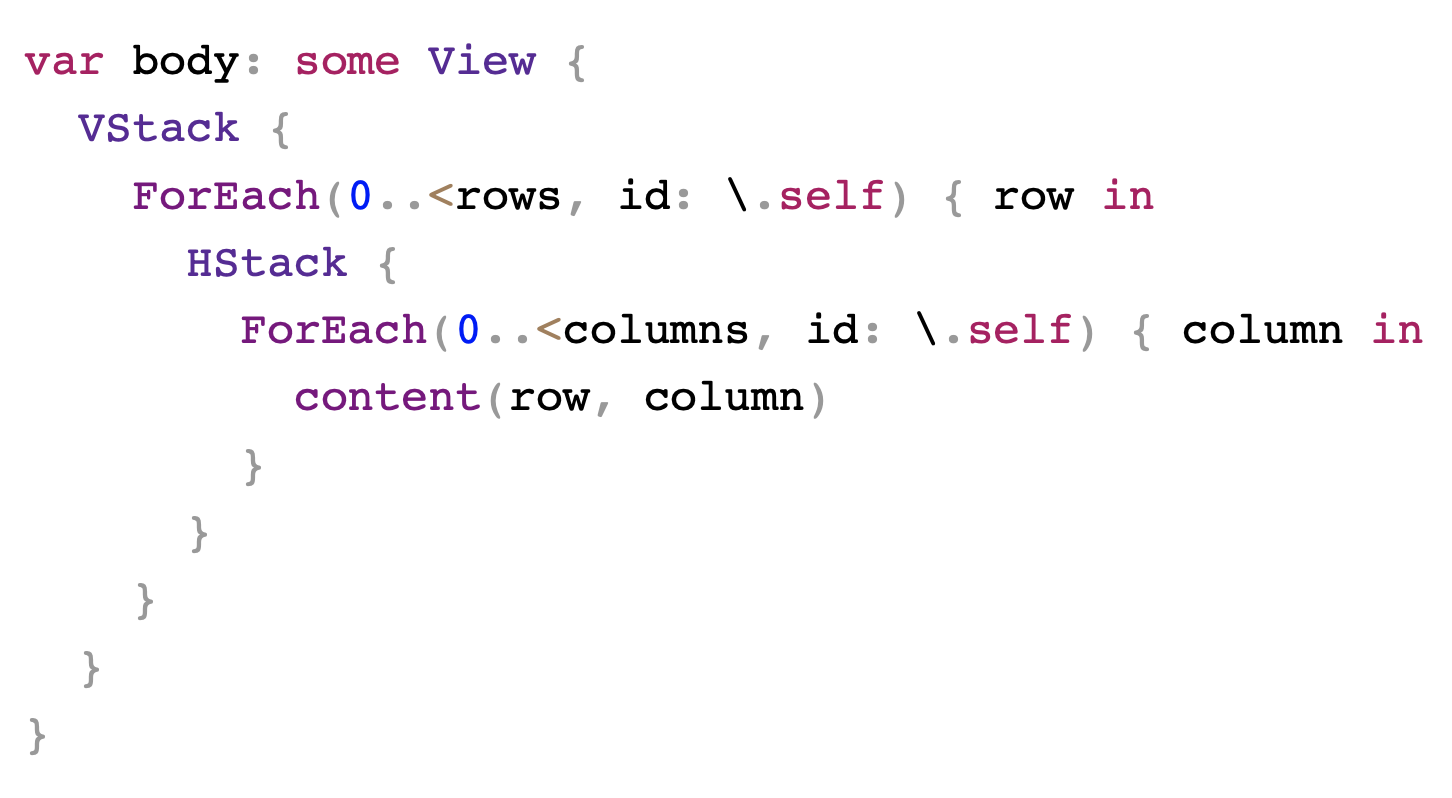 var body: some View {
  VStack {
    ForEach(0..<rows, id: \.self) { row in
      HStack {
        ForEach(0..<columns, id: \.self) { column in
          content(row, column)
        }
      }
    }
  }
}